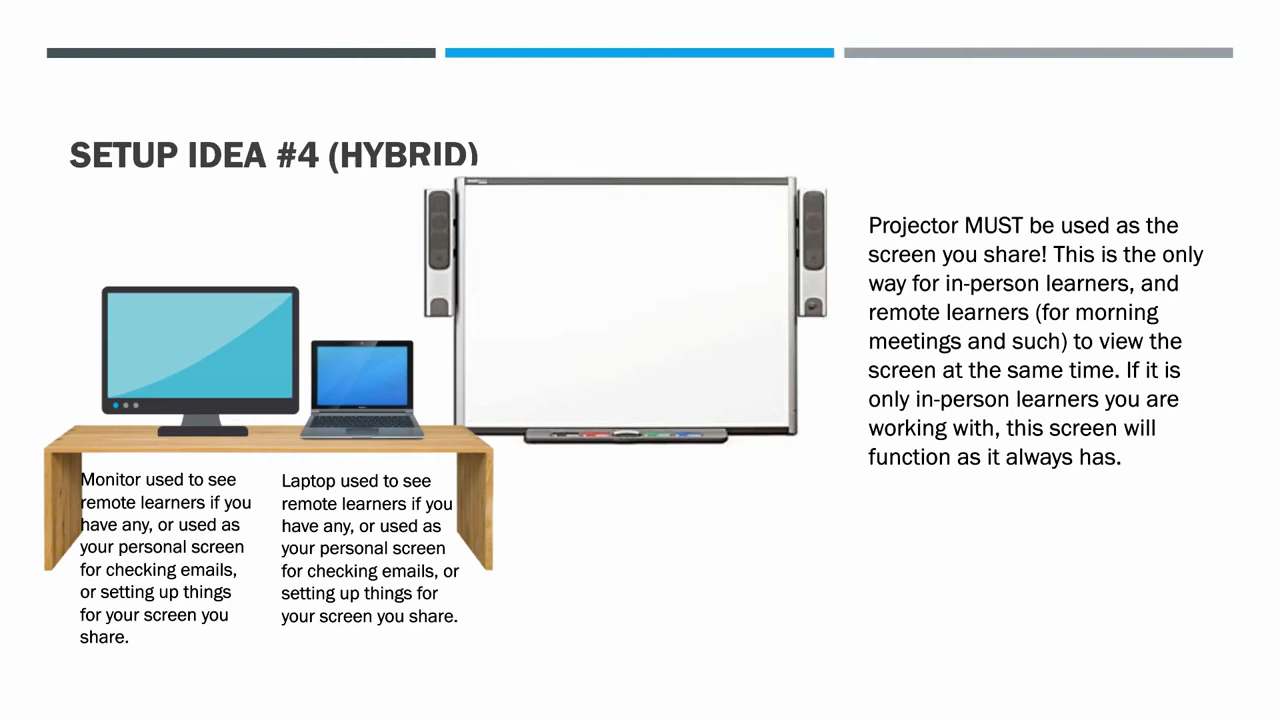 SETUP IDEA #4 (HYBRID)
Projector MUST be used as the
screen you share! This is the only
way for in-person learners, and
remote learners (for morning
meetings and such) to view the
screen at the same time. If it is
only in-person learners you are
working with, this screen will
function as it always has.
Monitor used to see
remote learners if you
have any, or used as
your personal screen
for checking emails,
or setting up things
for your screen you
share.
Laptop used to see
remote learners if you
have any, or used as
your personal screen
for checking emails, or
setting up things for
your screen you share.